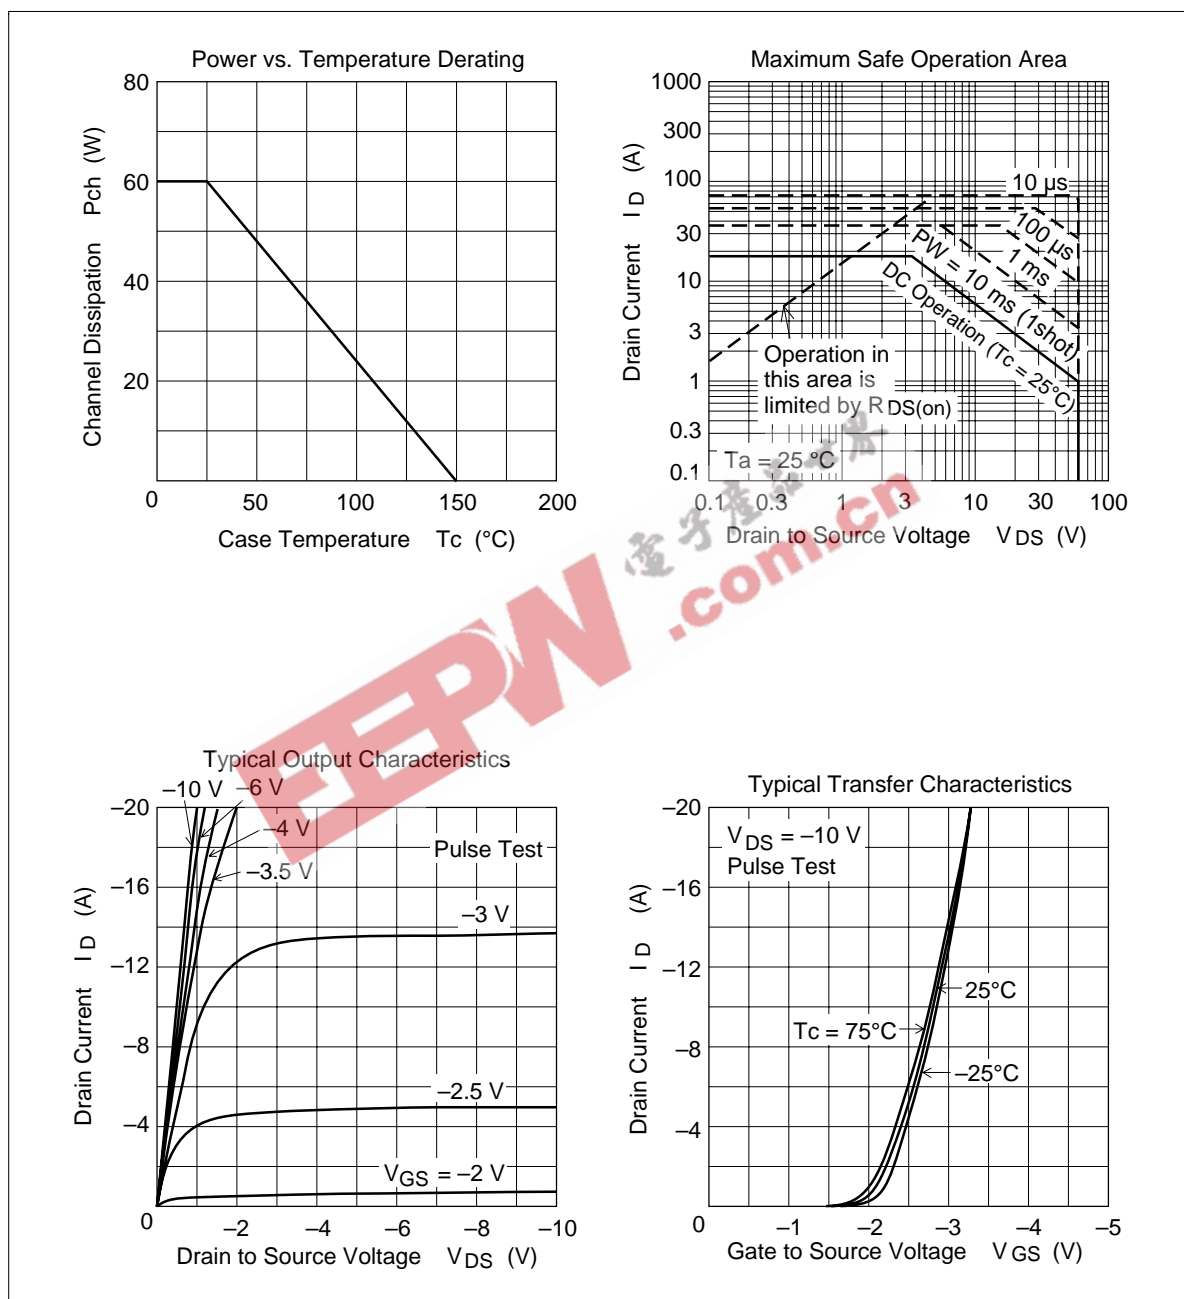 Power vs. Temperature Derating
80
60
40
20
0
50
100
150
200
Channel Dissipation Pch (W)
Case Temperature Tc (°C)
Maximum Safe Operation Area
1000
300
100
30
10
3
1
0.3
0.1
0.1
0.3
1
3
10
30
100
Drain Current I D (A)
Drain to Source Voltage V DS (V)
10 µs
100 µs
1 ms
PW = 10 ms (1shot)
DC Operation (Tc = 25°C)
Operation in
this area is
limited by R DS(on)
Ta = 25 °C
電子產品世界
EEPW
.com.cn
Typical Output Characteristics
–10 V
–6 V
–4 V
–3.5 V
Pulse Test
–3 V
–2.5 V
V GS = –2 V
–20
–16
–12
–8
–4
0
–2
–4
–6
–8
–10
Drain Current I D (A)
Drain to Source Voltage V DS (V)
Typical Transfer Characteristics
V DS = –10 V
Pulse Test
25°C
Tc = 75°C
–25°C
–20
–16
–12
–8
–4
0
–1
–2
–3
–4
–5
Drain Current I D (A)
Gate to Source Voltage V GS (V)